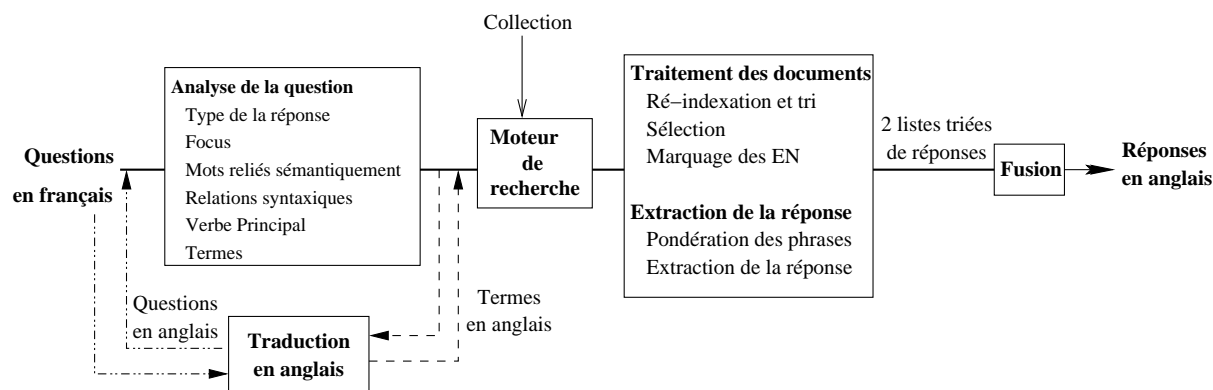 Collection
Analyse de la question
Type de la réponse
Focus
Mots reliés sémantiquement
Relations syntaxiques
Verbe Principal
Termes
Questions
en français
Questions
en anglais
Traduction
en anglais
Termes
en anglais
Moteur
de
recherche
Traitement des documents
Ré−indexation et tri
Sélection
Marquage des EN
Extraction de la réponse
Pondération des phrases
Extraction de la réponse
2 listes triées
de réponses
Fusion
Réponses
en anglais